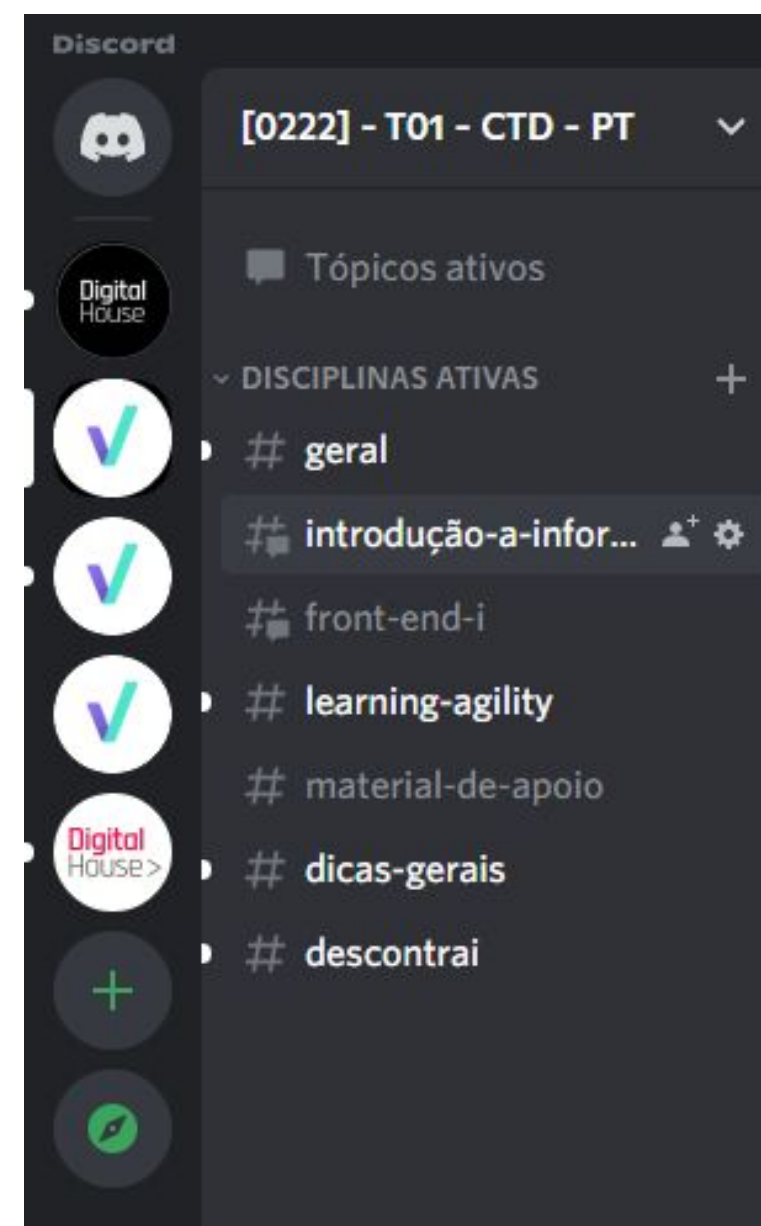 Discord
[0222] - T01 - CTD - PT
Digital
House
Tópicos ativos
DISCIPLINAS ATIVAS
# geral
introdução-a-infor...
front-end-i
# learning-agility
# material-de-apoio
Digital
House>
# dicas-gerais
# descontrai